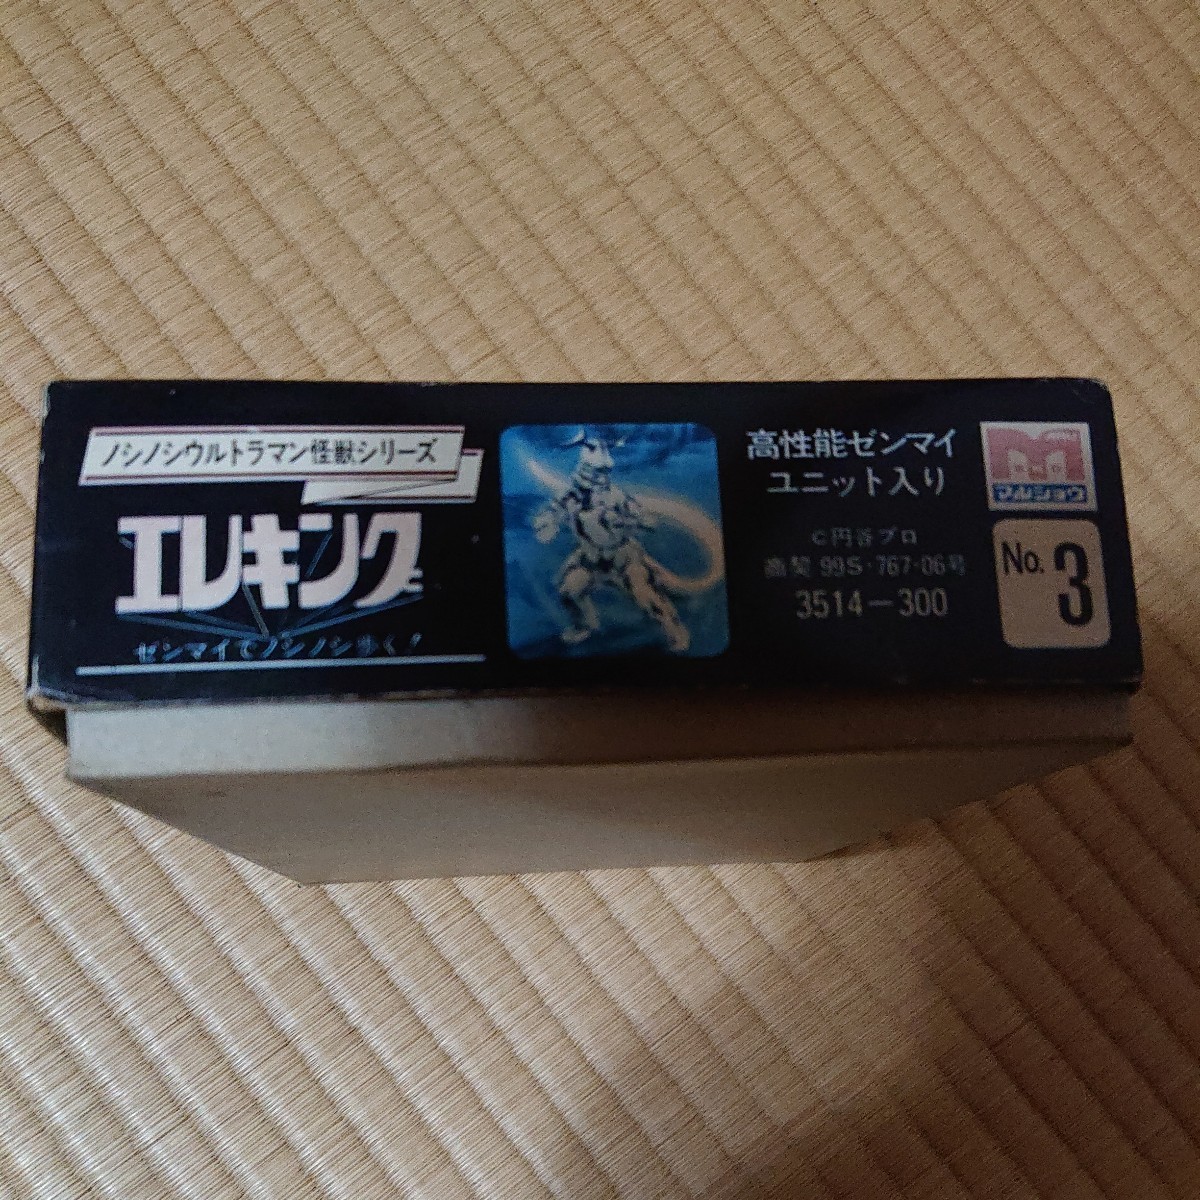 ノシノシウルトラマン怪獣シリーズ
エレキング
ゼンマイでノシノシ歩く!
高性能ゼンマイ
ユニット入り
©円谷プロ
商契 99S・767・06号
3514-300
マルショウ
No. 3